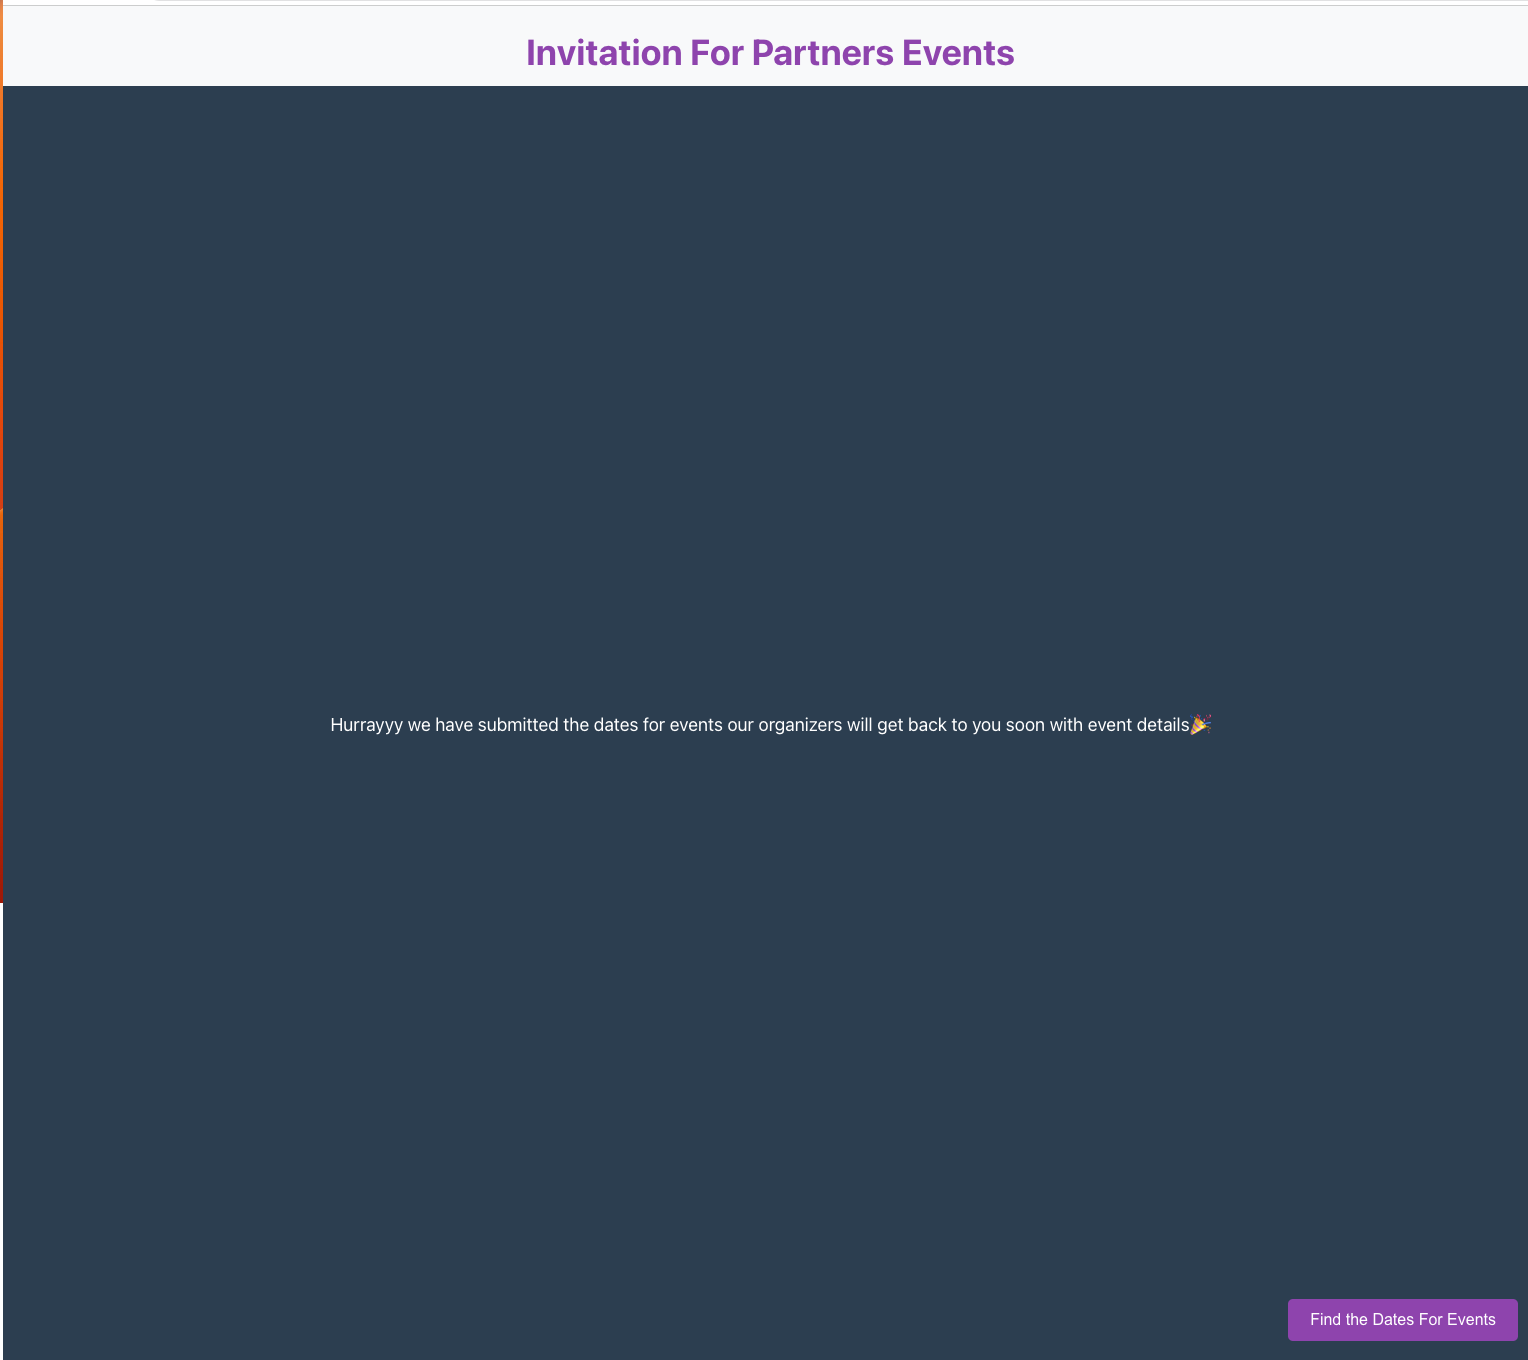 Invitation For Partners Events
Hurrayyy we have submitted the dates for events our organizers will get back to you soon with event details🎉
Find the Dates For Events